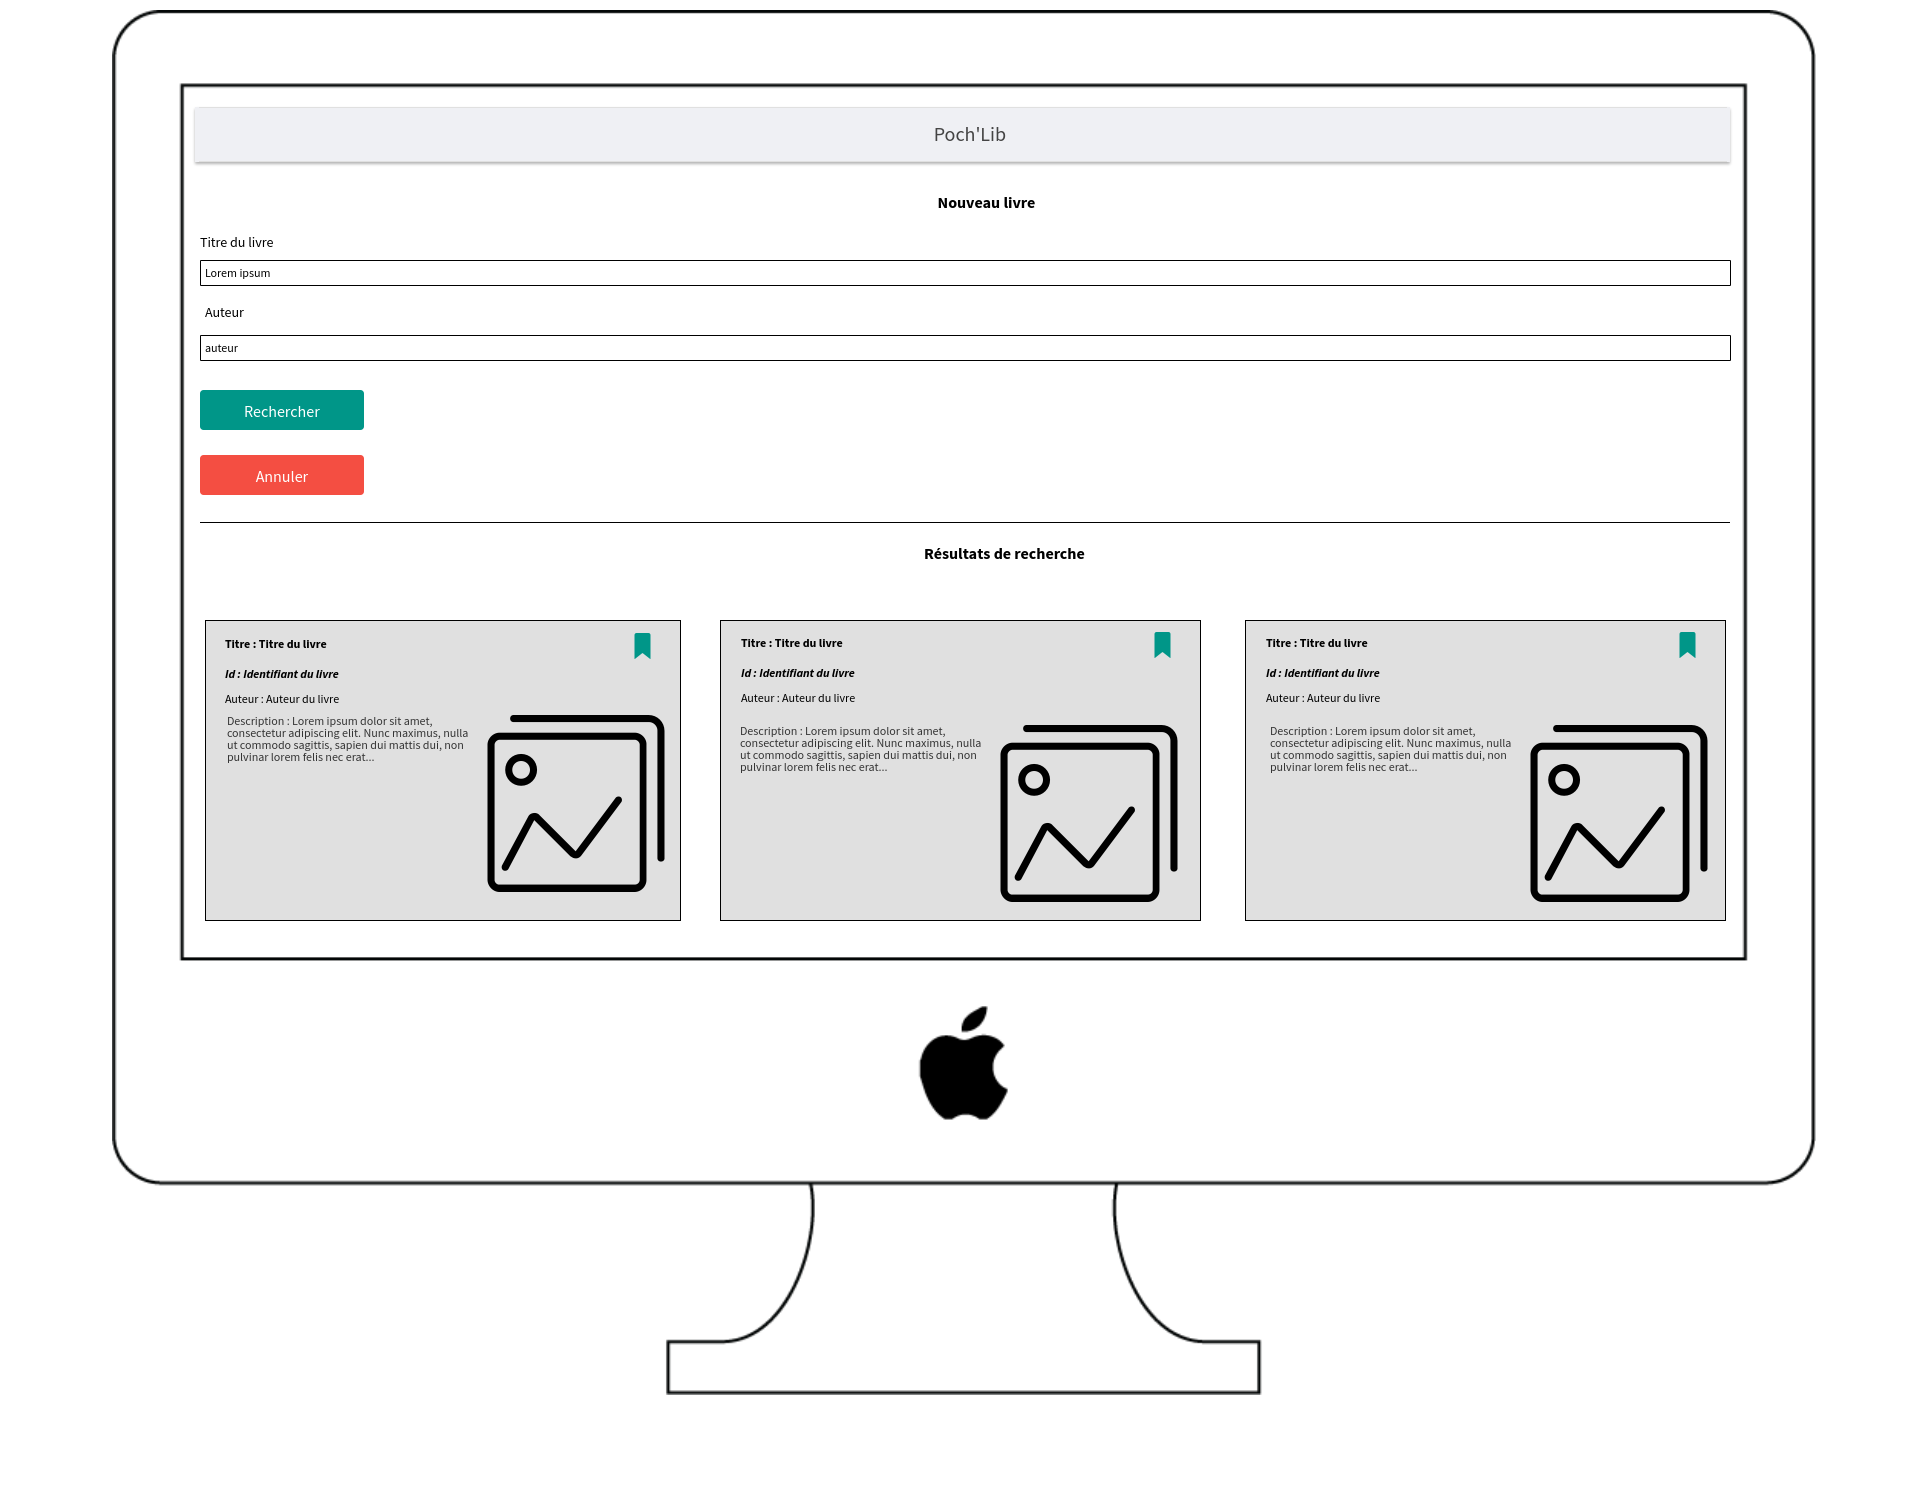 Poch'Lib
Nouveau livre
Titre du livre
Lorem ipsum
Auteur
auteur
Rechercher
Annuler
Résultats de recherche
Titre : Titre du livre
Id : Identifiant du livre
Auteur : Auteur du livre
Description : Lorem ipsum dolor sit amet,
consectetur adipiscing elit. Nunc maximus, nulla
ut commodo sagittis, sapien dui mattis dui, non
pulvinar lorem felis nec erat...
Titre : Titre du livre
Id : Identifiant du livre
Auteur : Auteur du livre
Description : Lorem ipsum dolor sit amet,
consectetur adipiscing elit. Nunc maximus, nulla
ut commodo sagittis, sapien dui mattis dui, non
pulvinar lorem felis nec erat...
Titre : Titre du livre
Id : Identifiant du livre
Auteur : Auteur du livre
Description : Lorem ipsum dolor sit amet,
consectetur adipiscing elit. Nunc maximus, nulla
ut commodo sagittis, sapien dui mattis dui, non
pulvinar lorem felis nec erat...